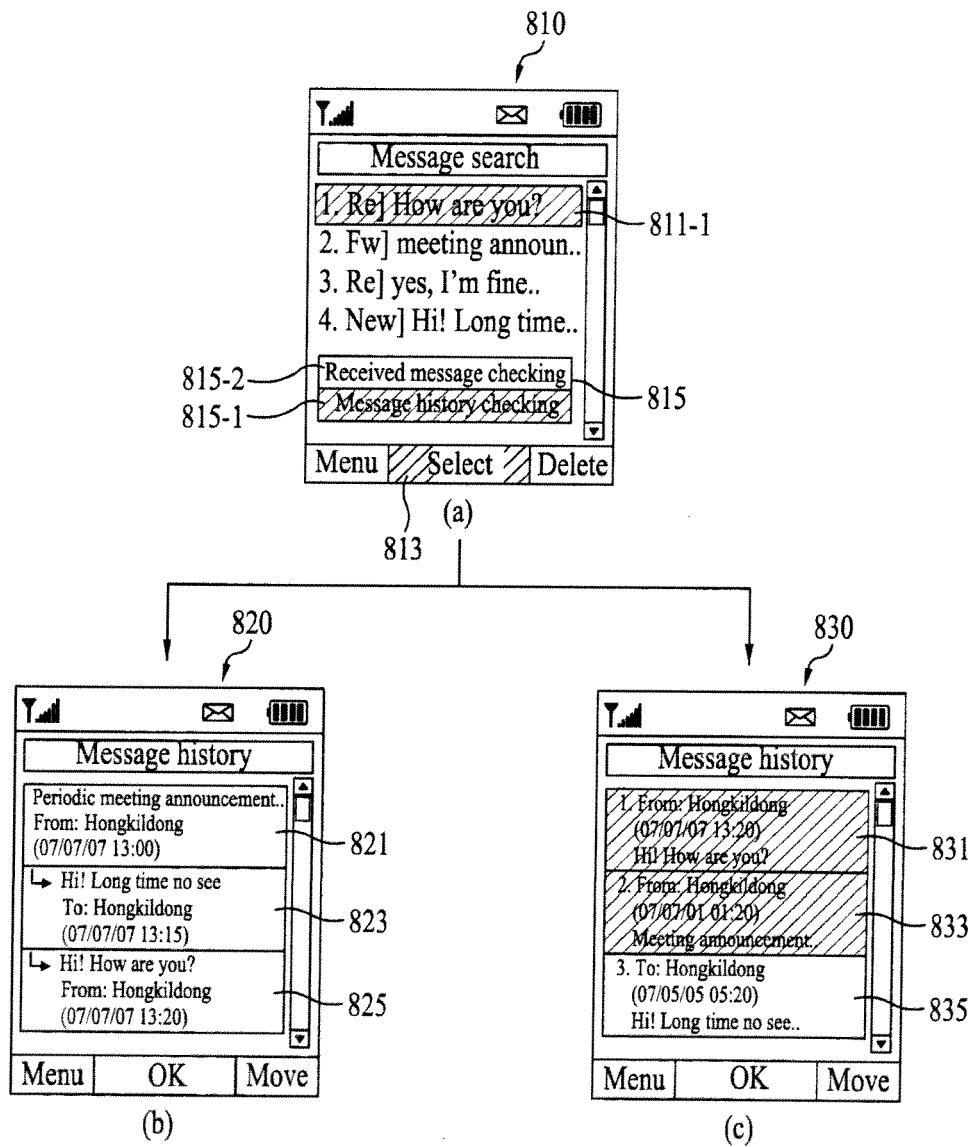 810
Message search
1. Re] How are you?
811-1
2. Fw] meeting announ..
3. Re] yes, I'm fine..
4. New] Hi! Long time..
815-2
Received message checking
815
815-1
Message history checking
Menu Select Delete
(a)
813
820
Message history
Periodic meeting announcement..
From: Hongkildong
(07/07/07 13:00)
821
Hi! Long time no see
To: Hongkildong
(07/07/07 13:15)
823
Hi! How are you?
From: Hongkildong
(07/07/07 13:20)
825
Menu OK Move
(b)
830
Message history
1. From: Hongkildong
(07/07/07 13:20)
Hi! How are you?
831
2. From: Hongkildong
(07/07/01 01:20)
Meeting announcement..
833
3. To: Hongkildong
(07/05/05 05:20)
Hi! Long time no see..
835
Menu OK Move
(c)